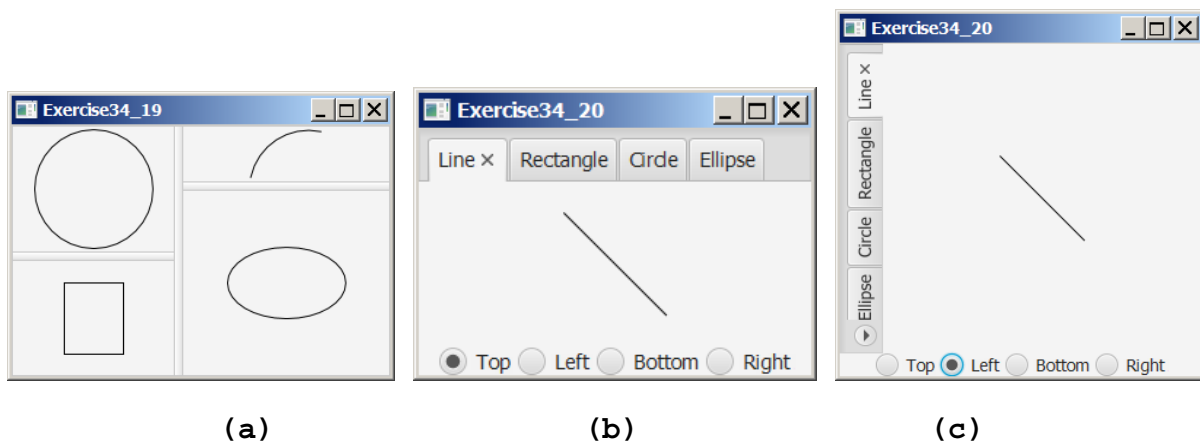 Exercise34_19
Exercise34_20
Line × Rectangle Circle Ellipse
Top Left Bottom Right
Exercise34_20
Line ×
Rectangle
Circle
Ellipse
Top Left Bottom Right
(a) (b) (c)